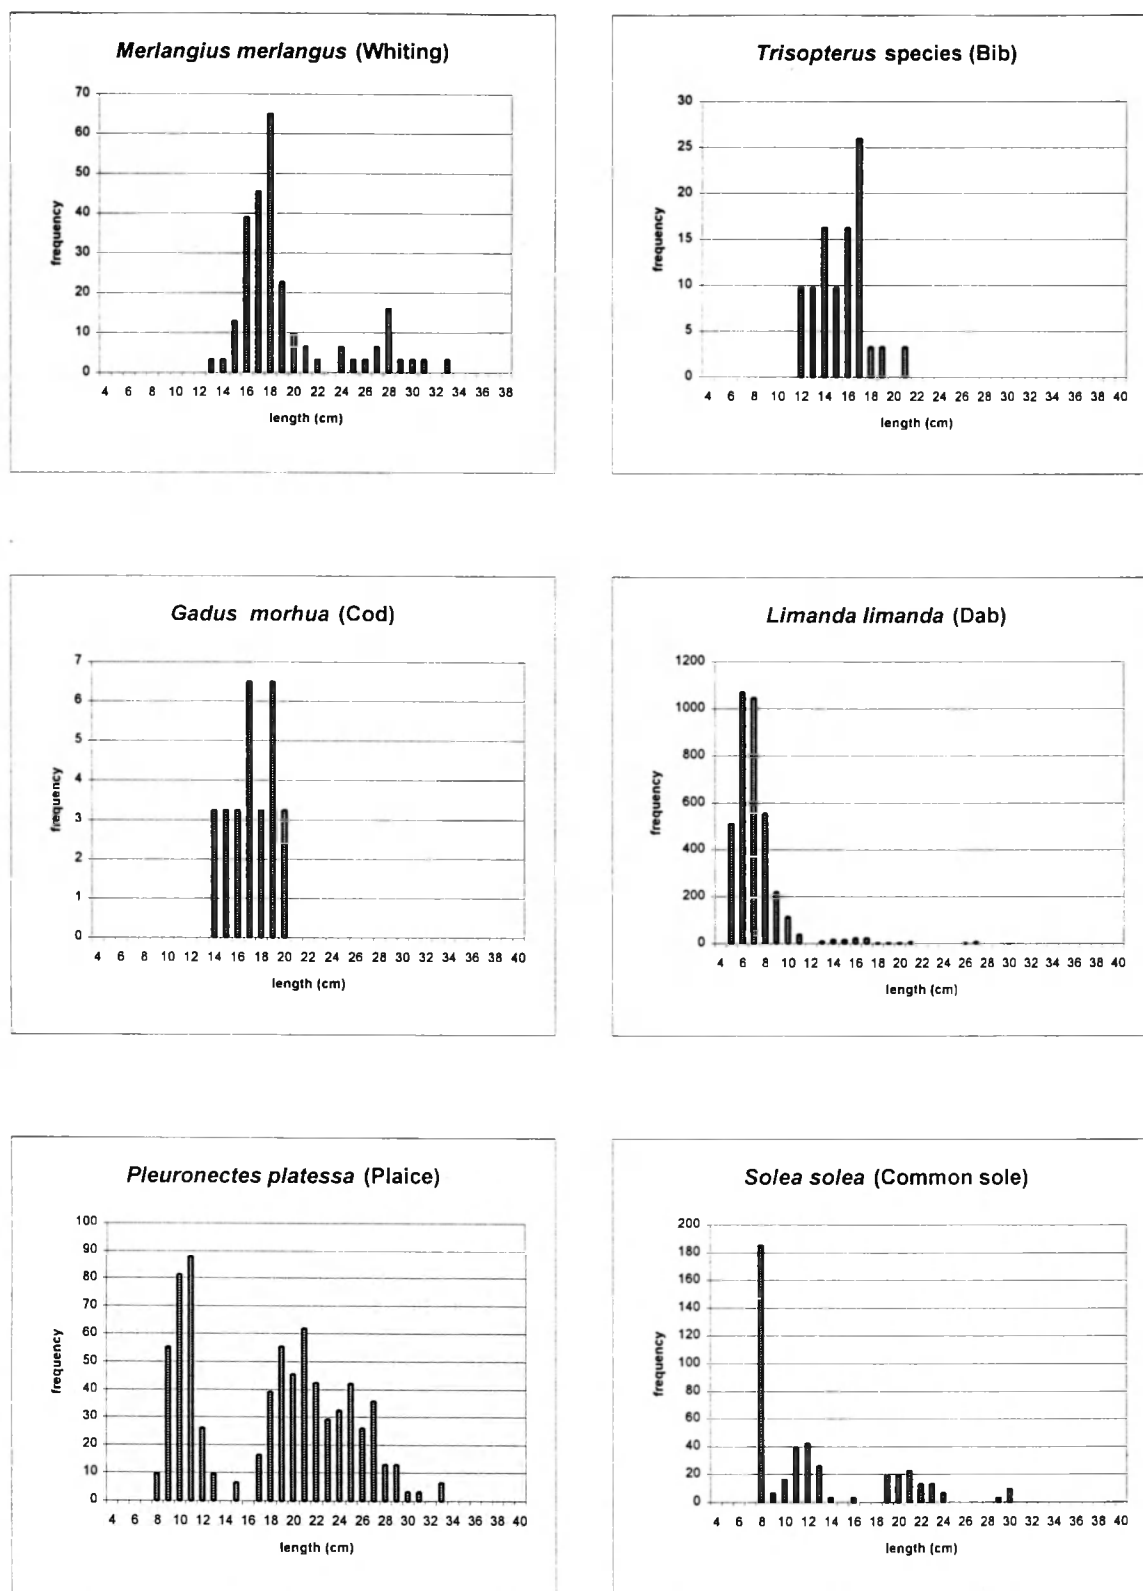 Merlangius merlangus (Whiting)
70
60
50
40
30
20
10
0
frequency
4 6 8 10 12 14 16 18 20 22 24 26 28 30 32 34 36 38
length (cm)
Trisopterus species (Bib)
30
25
20
15
10
5
0
frequency
4 6 8 10 12 14 16 18 20 22 24 26 28 30 32 34 36 38 40
length (cm)
Gadus morhua (Cod)
7
6
5
4
3
2
1
0
frequency
4 6 8 10 12 14 16 18 20 22 24 26 28 30 32 34 36 38 40
length (cm)
Limanda limanda (Dab)
1200
1000
800
600
400
200
0
frequency
4 6 8 10 12 14 16 18 20 22 24 26 28 30 32 34 36 38 40
length (cm)
Pleuronectes platessa (Plaice)
100
90
80
70
60
50
40
30
20
10
0
frequency
4 6 8 10 12 14 16 18 20 22 24 26 28 30 32 34 36 38 40
length (cm)
Solea solea (Common sole)
200
180
160
140
120
100
80
60
40
20
0
frequency
4 6 8 10 12 14 16 18 20 22 24 26 28 30 32 34 36 38 40
length (cm)